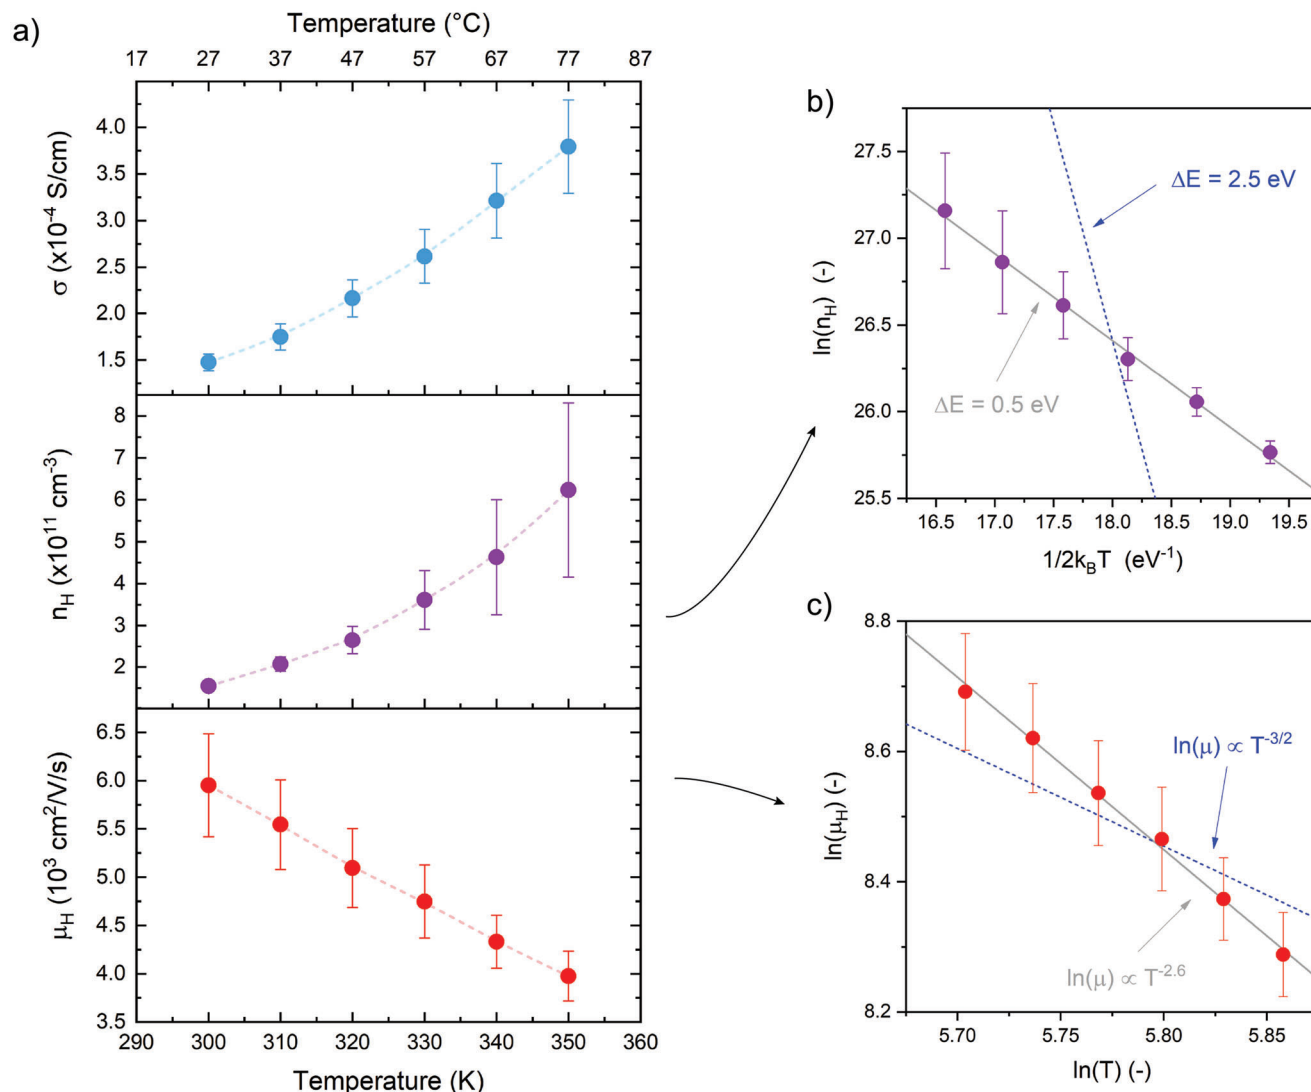 a)
Temperature (°C)
17 27 37 47 57 67 77 87
σ (x10⁻⁴ S/cm)
4.0
3.5
3.0
2.5
2.0
1.5
n_H (x10¹¹ cm⁻³)
8
7
6
5
4
3
2
μ_H (10³ cm²/V/s)
6.5
6.0
5.5
5.0
4.5
4.0
3.5
290 300 310 320 330 340 350 360
Temperature (K)
b)
ln(n_H) (-)
27.5
27.0
26.5
26.0
25.5
ΔE = 2.5 eV
ΔE = 0.5 eV
16.5 17.0 17.5 18.0 18.5 19.0 19.5
1/2k_BT (eV⁻¹)
c)
ln(μ_H) (-)
8.8
8.6
8.4
8.2
ln(μ) ∝ T⁻³/²
ln(μ) ∝ T⁻²·⁶
5.70 5.75 5.80 5.85
ln(T) (-)